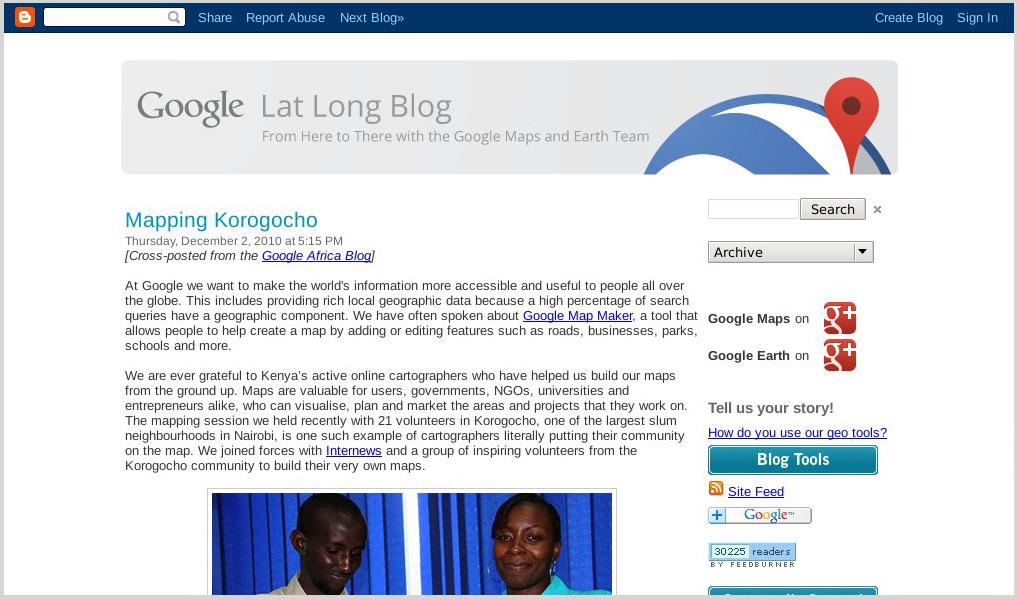 Share Report Abuse Next Blog» Create Blog Sign In
Google Lat Long Blog
From Here to There with the Google Maps and Earth Team
Mapping Korogocho
Thursday, December 2, 2010 at 5:15 PM
[Cross-posted from the Google Africa Blog]
At Google we want to make the world's information more accessible and useful to people all over
the globe. This includes providing rich local geographic data because a high percentage of search
queries have a geographic component. We have often spoken about Google Map Maker, a tool that
allows people to help create a map by adding or editing features such as roads, businesses, parks,
schools and more.
We are ever grateful to Kenya's active online cartographers who have helped us build our maps
from the ground up. Maps are valuable for users, governments, NGOs, universities and
entrepreneurs alike, who can visualise, plan and market the areas and projects that they work on.
The mapping session we held recently with 21 volunteers in Korogocho, one of the largest slum
neighbourhoods in Nairobi, is one such example of cartographers literally putting their community
on the map. We joined forces with Internews and a group of inspiring volunteers from the
Korogocho community to build their very own maps.
Search ×
Archive
Google Maps on g+
Google Earth on g+
Tell us your story!
How do you use our geo tools?
Blog Tools
Site Feed
+ Google™
30225 readers
BY FEEDBURNER